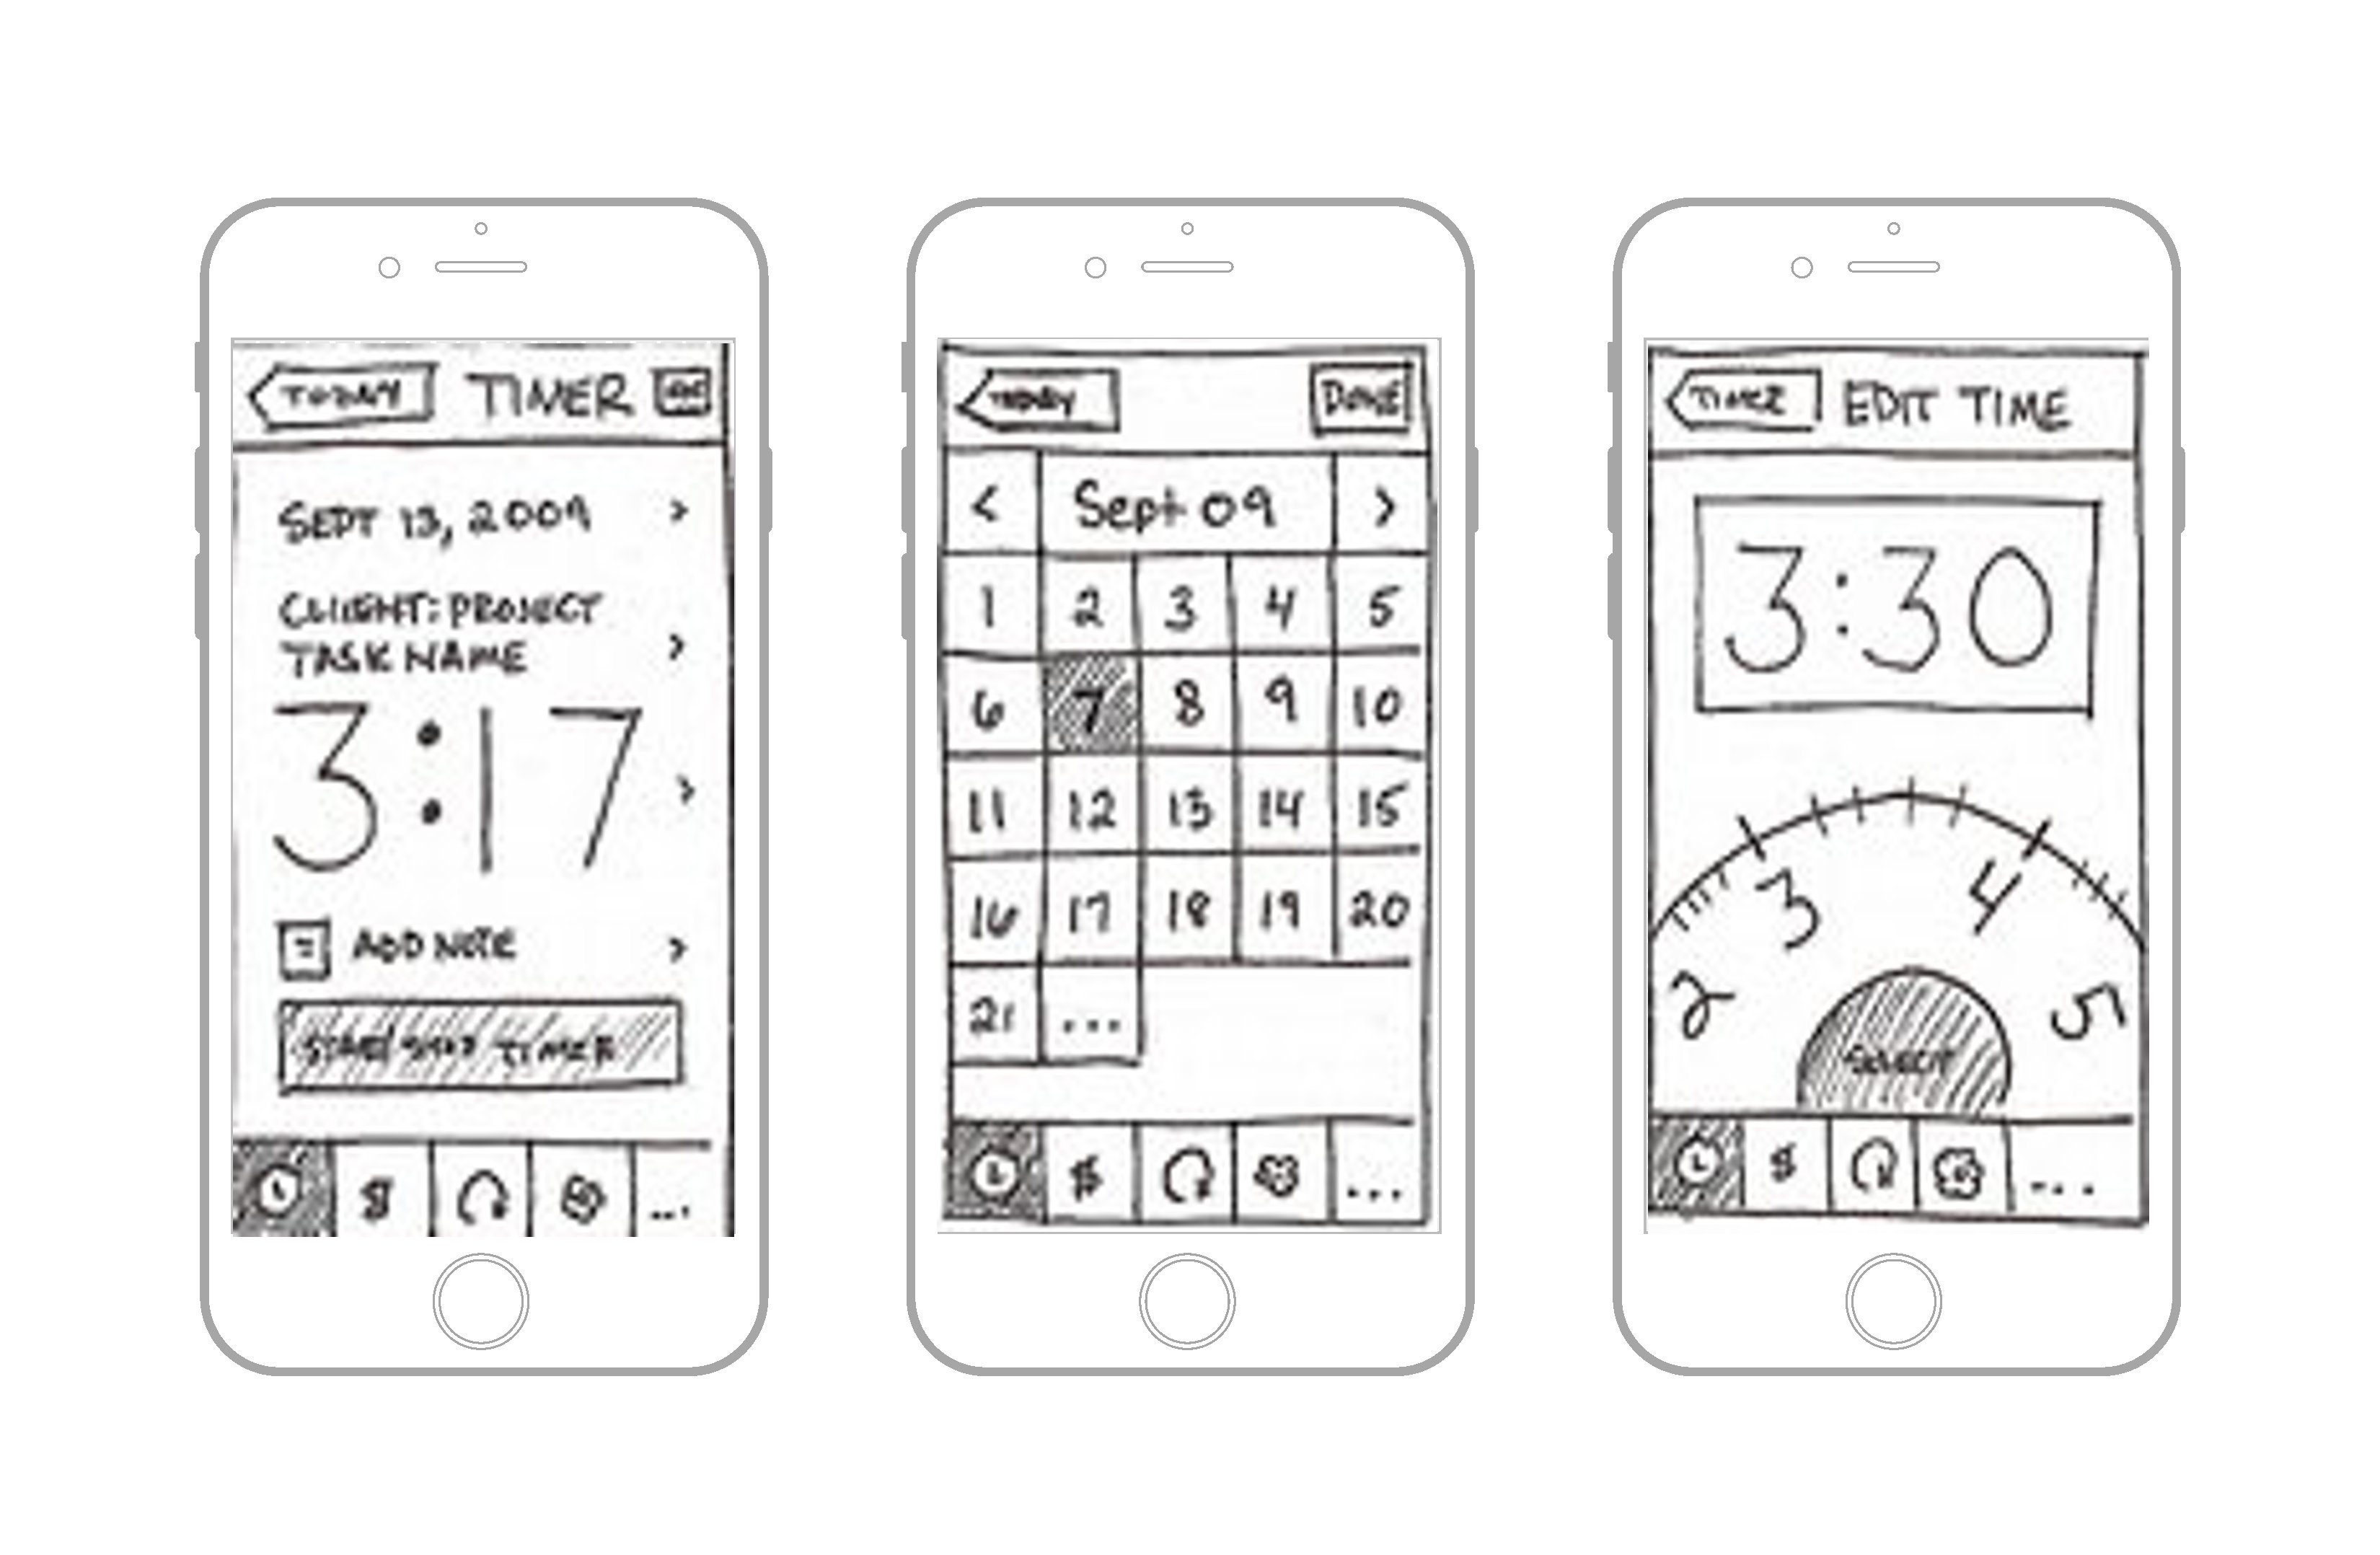 TODAY TIMER
SEPT 13, 2009 >
CLIENT: PROJECT
TASK NAME >
3:17 >
ADD NOTE >
START/STOP TIMER
$ ...
TODAY DONE
< Sept 09 >
1 2 3 4 5
6 7 8 9 10
11 12 13 14 15
16 17 18 19 20
21 ...
$ ...
TIMER EDIT TIME
3:30
2 3 4 5
SELECT
$ ...